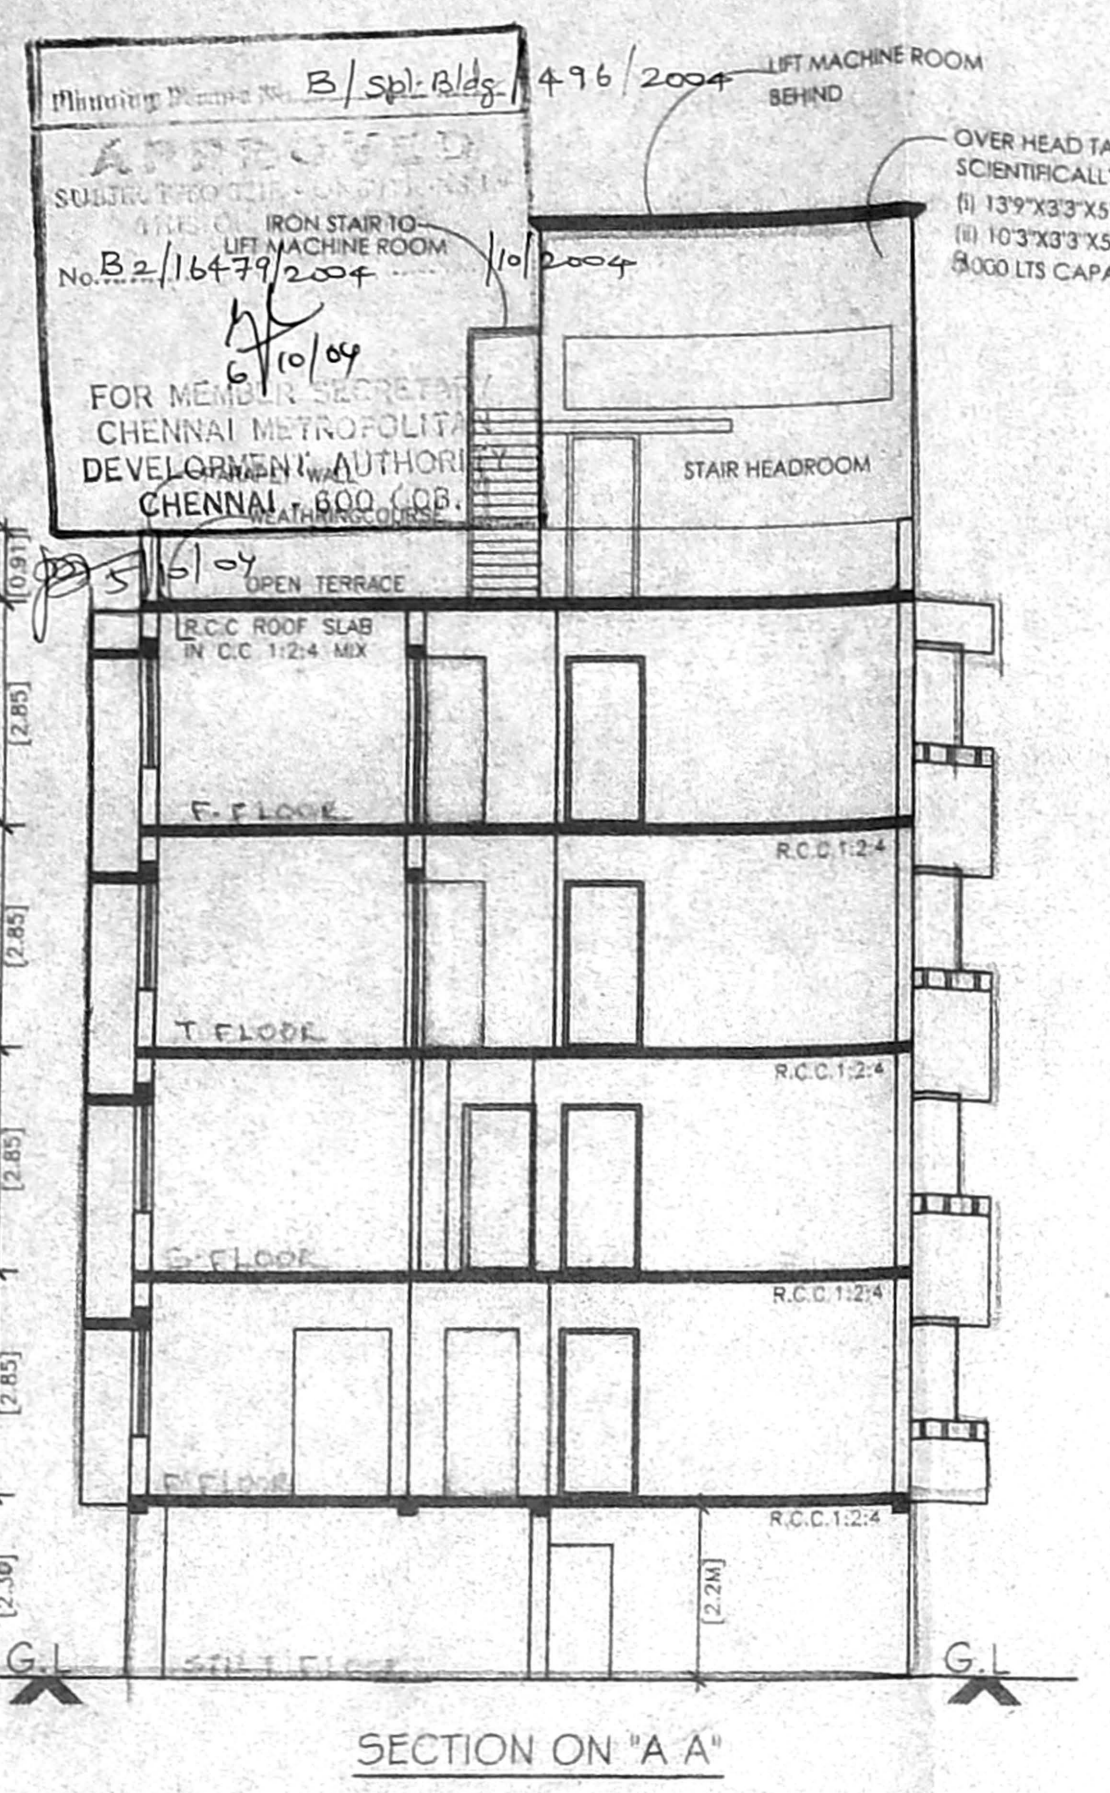 Planning Permit No. B/Spl-Bldg/496/2004
APPROVED
SUBJECT TO THE CONDITIONS IN
No. B2/16479/2004 /10/2004
6/10/04
FOR MEMBER SECRETARY
CHENNAI METROPOLITAN
DEVELOPMENT AUTHORITY
CHENNAI - 600 008.
5/10/04
LIFT MACHINE ROOM
BEHIND
OVER HEAD TA
SCIENTIFICALLY
(i) 13'9"X3'3"X5
(ii) 10'3"X3'3"X5
8000 LTS CAPA
IRON STAIR TO
LIFT MACHINE ROOM
STAIR HEADROOM
PARAPET WALL
WEATHRINGCOURSE
OPEN TERRACE
[0.91]
R.C.C ROOF SLAB
IN C.C 1:2:4 MIX
[2.85]
F. FLOOR
R.C.C.1:2:4
[2.85]
T FLOOR
R.C.C.1:2:4
[2.85]
S-FLOOR
R.C.C.1:2:4
[2.85]
F-FLOOR
R.C.C.1:2:4
[2.2M]
STILT FLOOR
G.L
G.L
SECTION ON "A A"